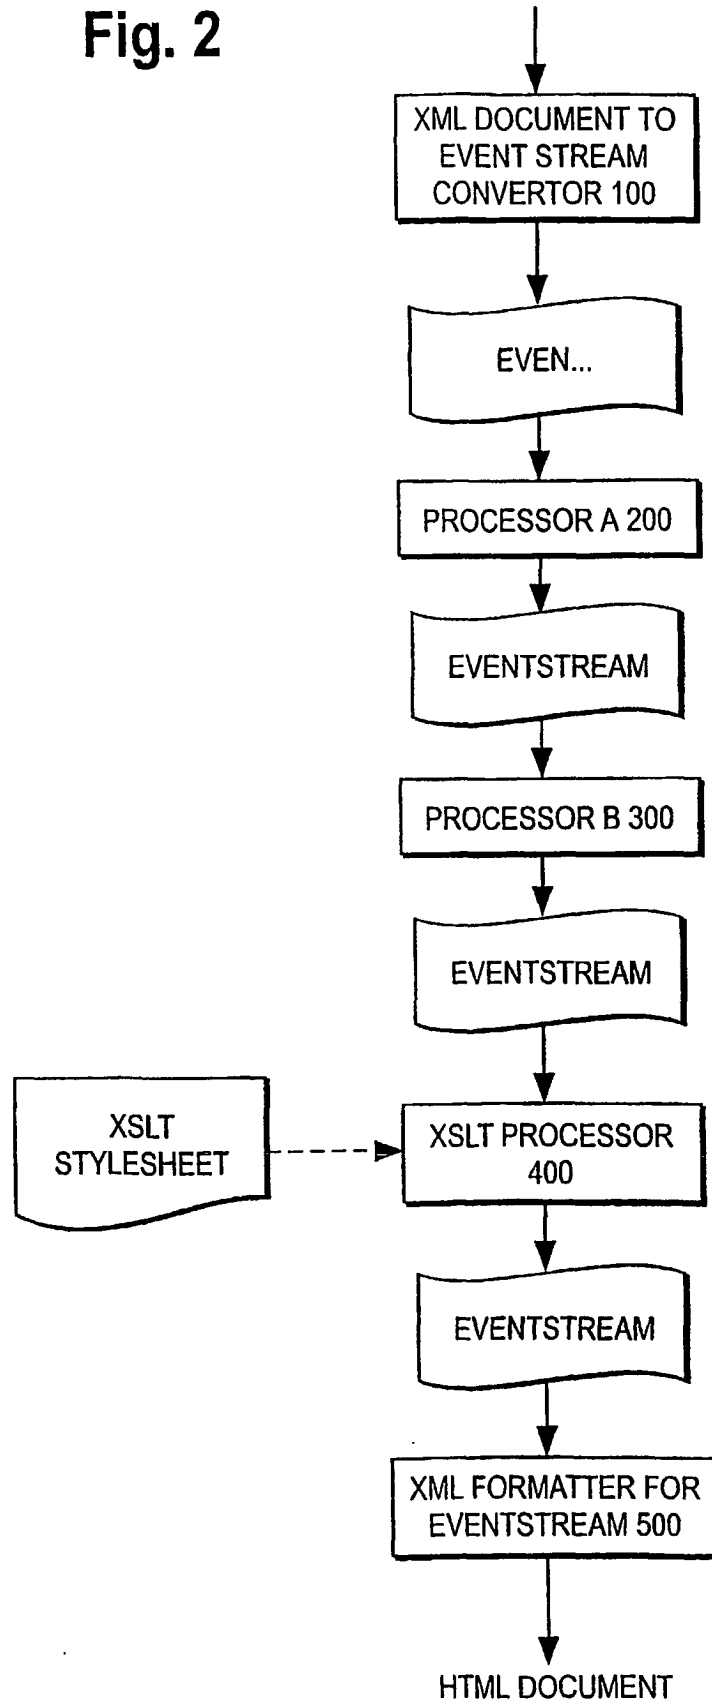 Fig. 2
XML DOCUMENT TO
EVENT STREAM
CONVERTOR 100
EVEN...
PROCESSOR A 200
EVENTSTREAM
PROCESSOR B 300
EVENTSTREAM
XSLT
STYLESHEET
XSLT PROCESSOR
400
EVENTSTREAM
XML FORMATTER FOR
EVENTSTREAM 500
HTML DOCUMENT